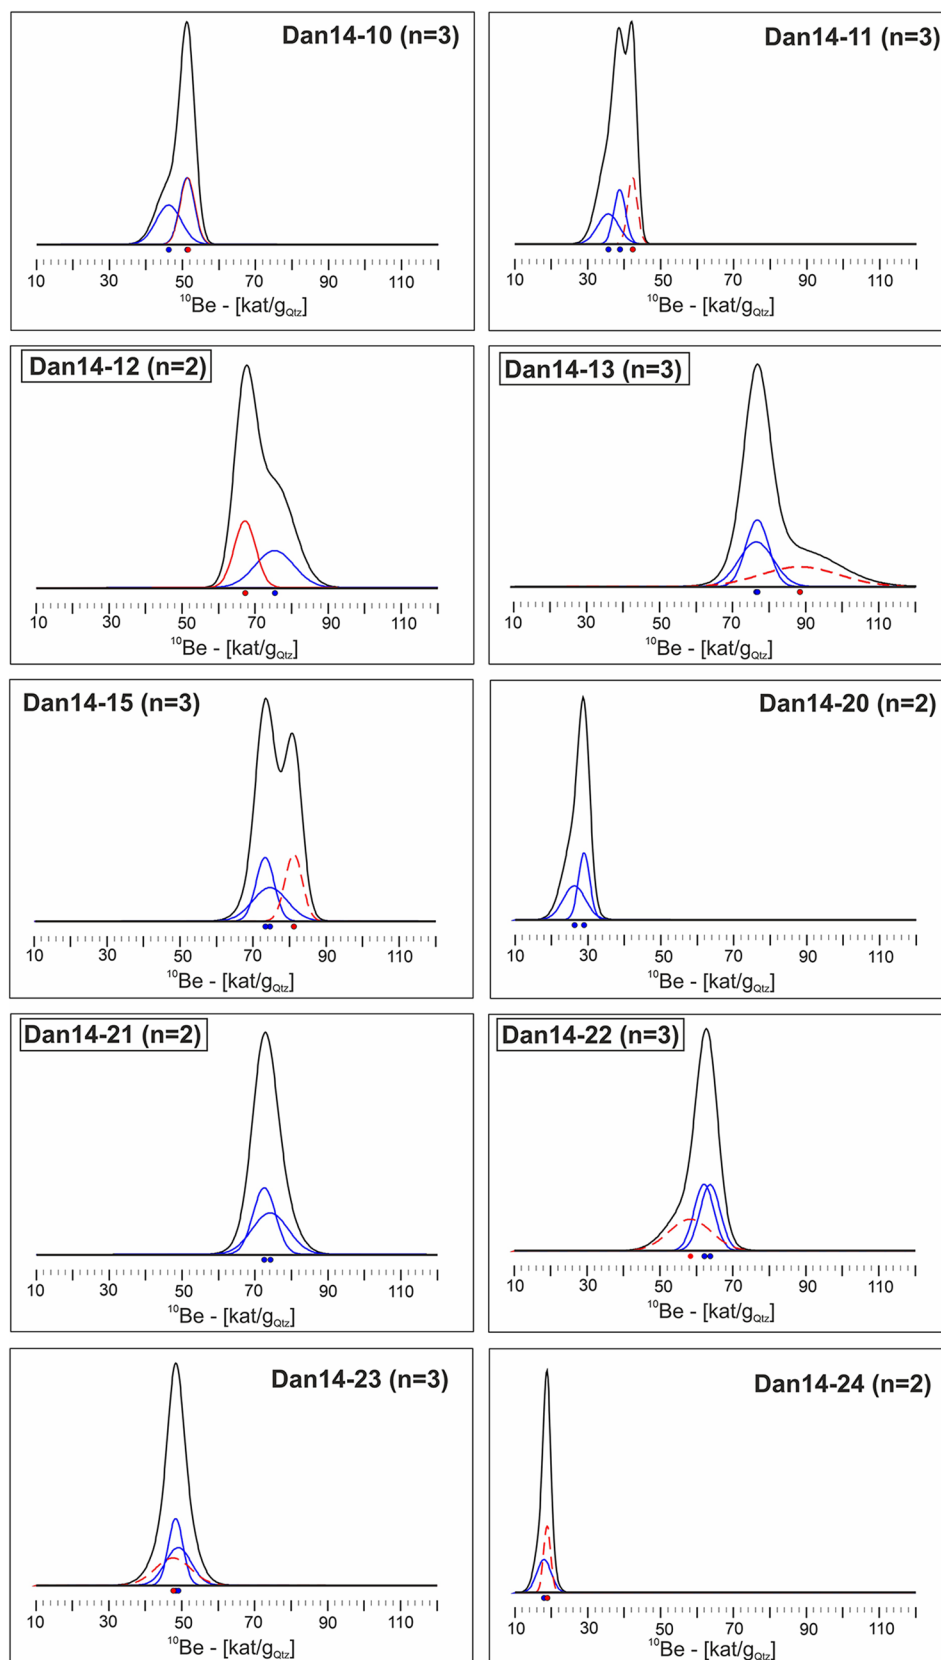 Dan14-10 (n=3)
10 30 50 70 90 110
¹⁰Be - [kat/gQtz]
Dan14-11 (n=3)
10 30 50 70 90 110
¹⁰Be - [kat/gQtz]
Dan14-12 (n=2)
10 30 50 70 90 110
¹⁰Be - [kat/gQtz]
Dan14-13 (n=3)
10 30 50 70 90 110
¹⁰Be - [kat/gQtz]
Dan14-15 (n=3)
10 30 50 70 90 110
¹⁰Be - [kat/gQtz]
Dan14-20 (n=2)
10 30 50 70 90 110
¹⁰Be - [kat/gQtz]
Dan14-21 (n=2)
10 30 50 70 90 110
¹⁰Be - [kat/gQtz]
Dan14-22 (n=3)
10 30 50 70 90 110
¹⁰Be - [kat/gQtz]
Dan14-23 (n=3)
10 30 50 70 90 110
¹⁰Be - [kat/gQtz]
Dan14-24 (n=2)
10 30 50 70 90 110
¹⁰Be - [kat/gQtz]